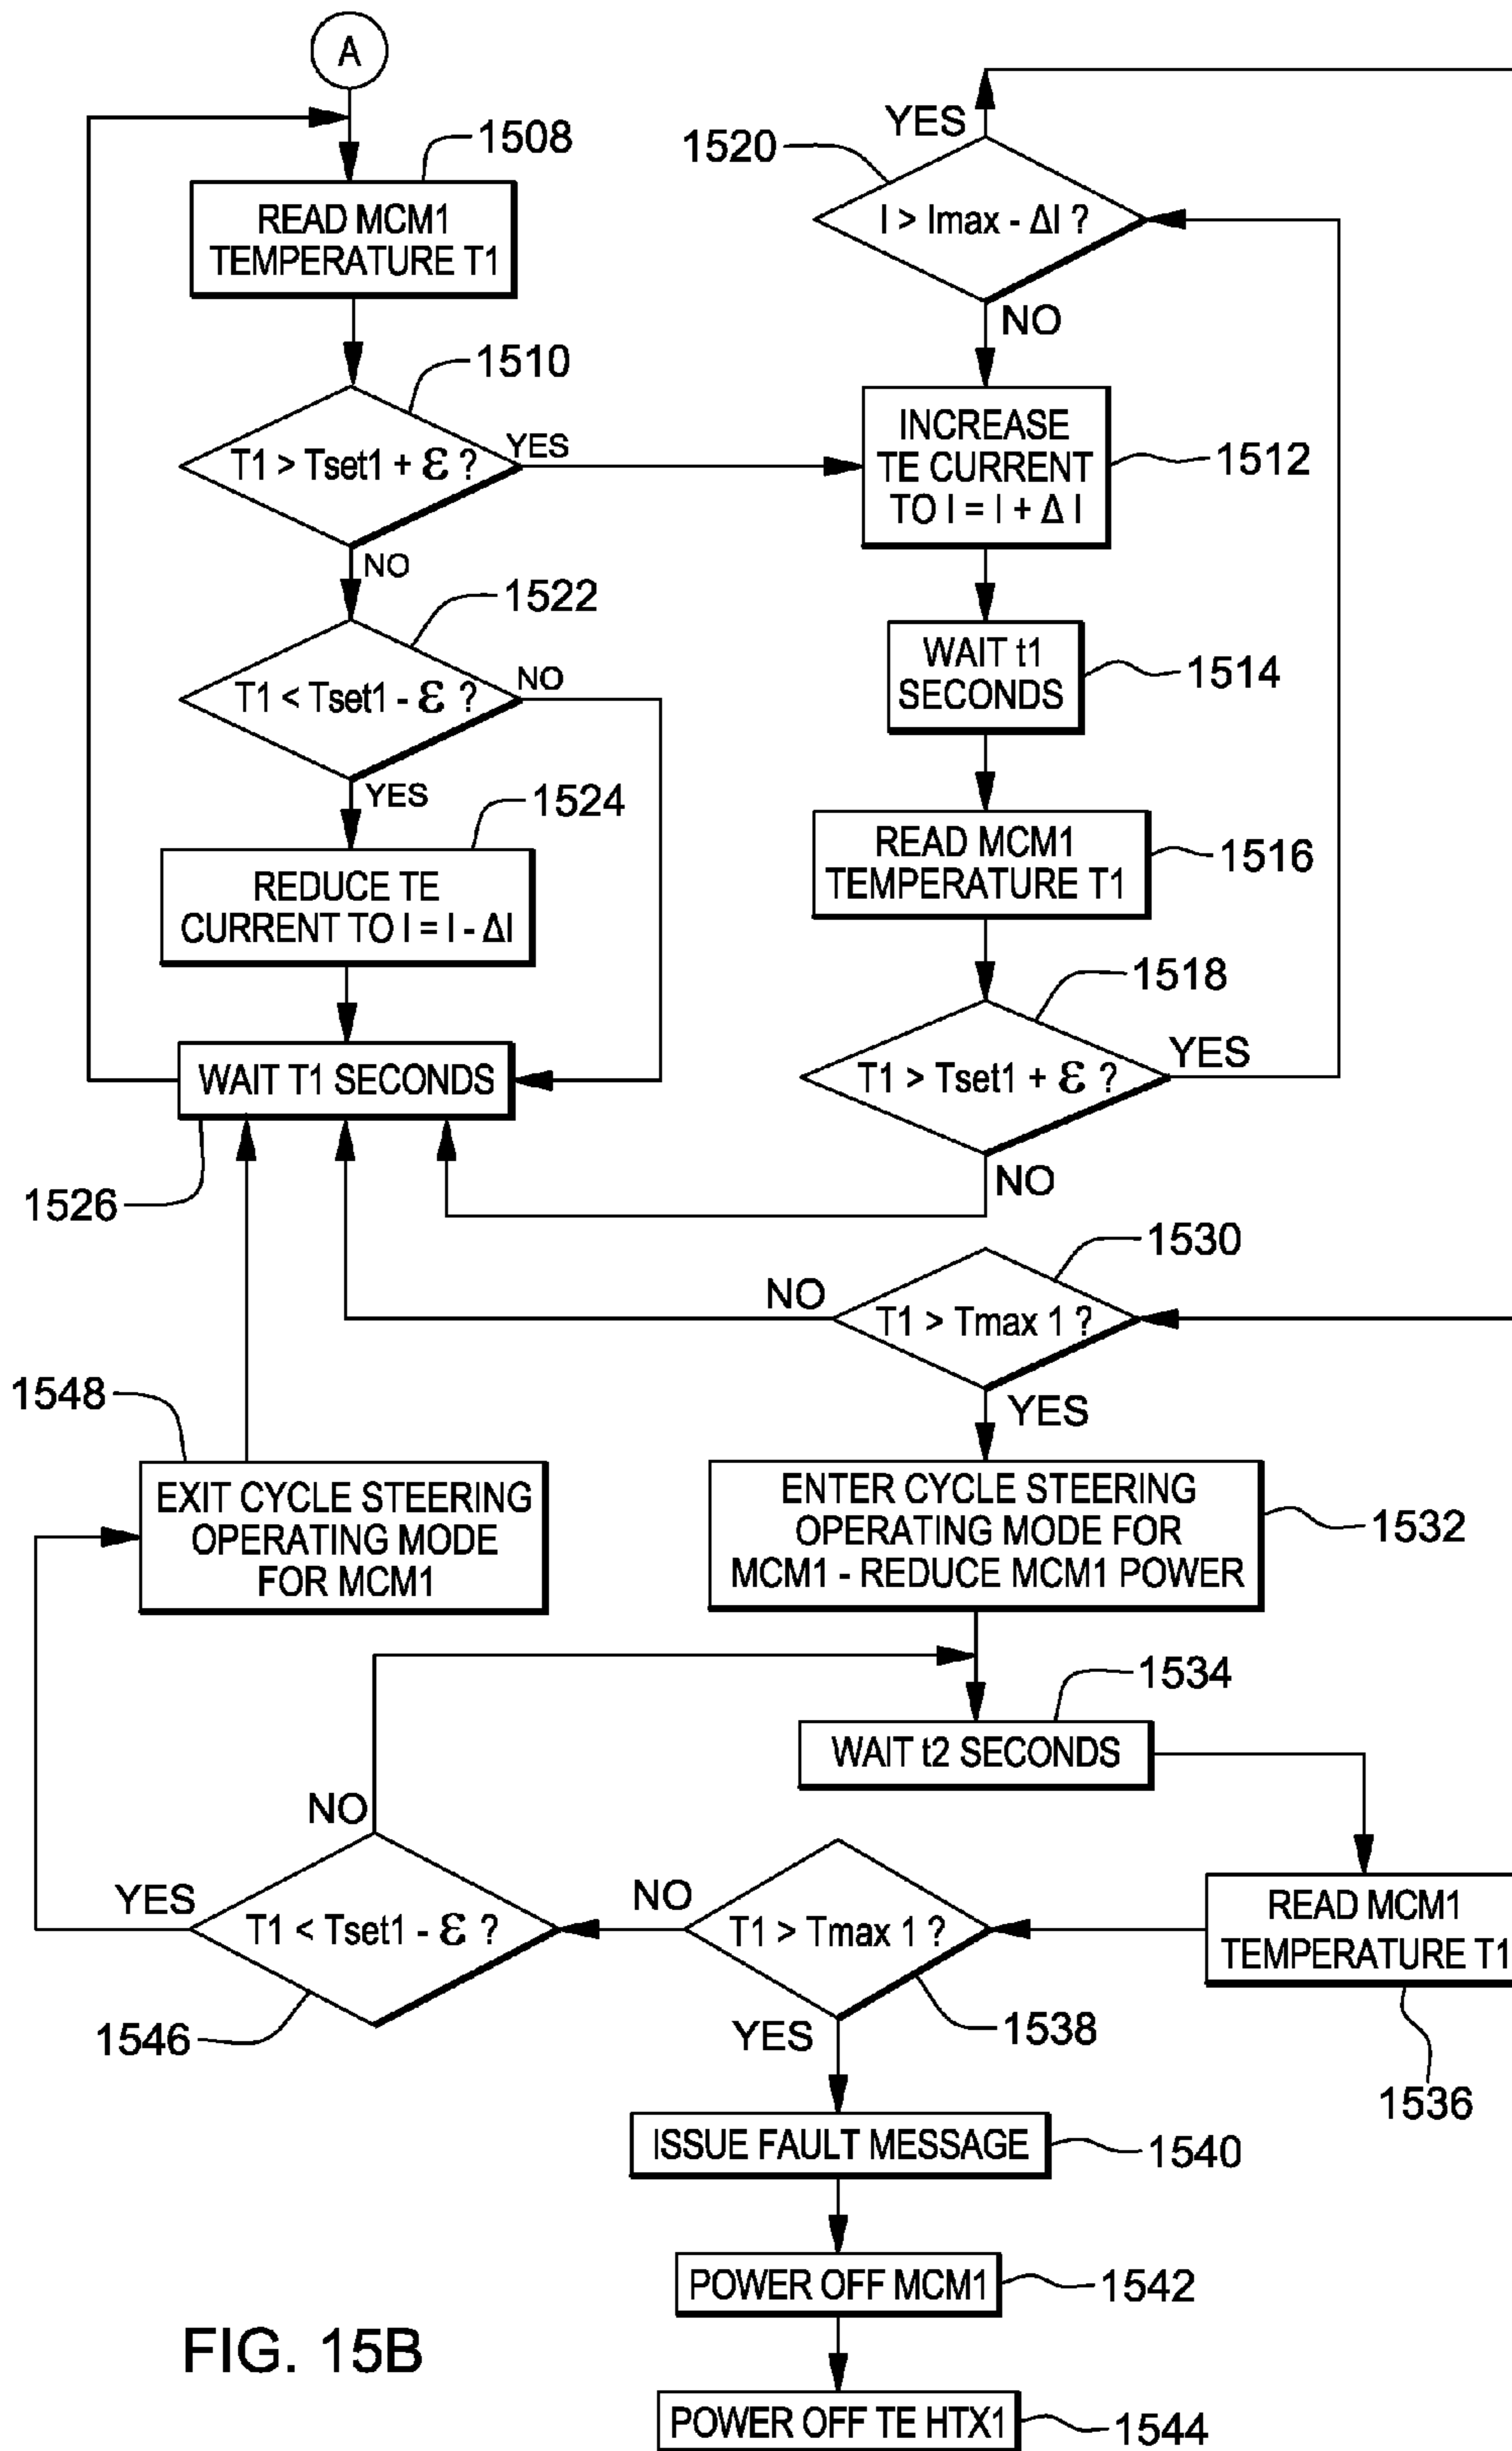 A
1508
READ MCM1
TEMPERATURE T1
1510
T1 > Tset1 + ε ?
YES
NO
1522
T1 < Tset1 - ε ?
NO
YES
1524
REDUCE TE
CURRENT TO I = I - ΔI
WAIT T1 SECONDS
1526
YES
1520
I > Imax - ΔI ?
NO
INCREASE
TE CURRENT
TO I = I + Δ I
1512
WAIT t1
SECONDS
1514
READ MCM1
TEMPERATURE T1
1516
1518
T1 > Tset1 + ε ?
YES
NO
1530
NO
T1 > Tmax 1 ?
YES
1548
EXIT CYCLE STEERING
OPERATING MODE
FOR MCM1
ENTER CYCLE STEERING
OPERATING MODE FOR
MCM1 - REDUCE MCM1 POWER
1532
1534
WAIT t2 SECONDS
NO
YES
T1 < Tset1 - ε ?
1546
NO
T1 > Tmax 1 ?
1538
YES
READ MCM1
TEMPERATURE T1
1536
ISSUE FAULT MESSAGE
1540
POWER OFF MCM1
1542
POWER OFF TE HTX1
1544
FIG. 15B